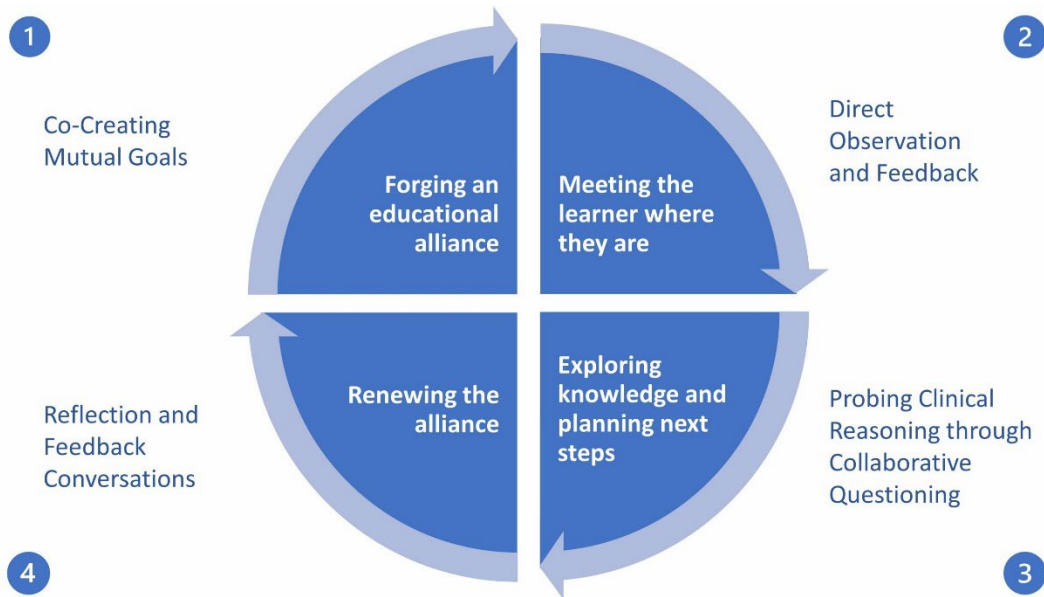 1
Co-Creating
Mutual Goals
Forging an
educational
alliance
2
Direct
Observation
and Feedback
Meeting the
learner where
they are
3
Probing Clinical
Reasoning through
Collaborative
Questioning
Exploring
knowledge and
planning next
steps
4
Reflection and
Feedback
Conversations
Renewing the
alliance